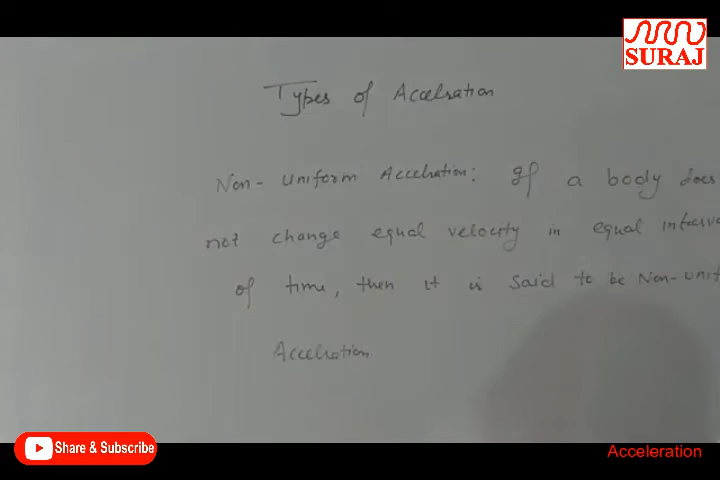 SURAJ
Types of Accelration
Non-Uniform Accelration: If a body does
not change equal velocity in equal
of time, then it is said to be Non-
Accelration
Share & Subscribe
Acceleration